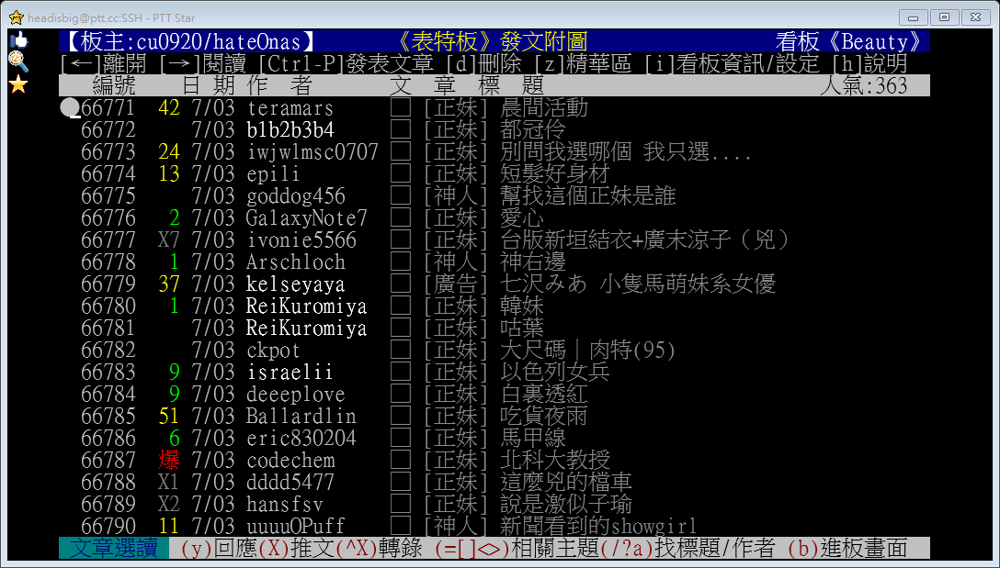 headisbig@ptt.cc:SSH - PTT Star
【板主:cu0920/hateOnas】 《表特板》發文附圖 看板《Beauty》
[←]離開 [→]閱讀 [Ctrl-P]發表文章 [d]刪除 [z]精華區 [i]看板資訊/設定 [h]說明
編號 日 期 作 者 文 章 標 題 人氣:363
66771 42 7/03 teramars □ [正妹] 晨間活動
66772 7/03 b1b2b3b4 □ [正妹] 都冠伶
66773 24 7/03 iwjwlmsc0707 □ [正妹] 別問我選哪個 我只選....
66774 13 7/03 epili □ [正妹] 短髮好身材
66775 7/03 goddog456 □ [神人] 幫找這個正妹是誰
66776 2 7/03 GalaxyNote7 □ [正妹] 愛心
66777 X7 7/03 ivonie5566 □ [正妹] 台版新垣結衣+廣末涼子（兇）
66778 1 7/03 Arschloch □ [神人] 神右邊
66779 37 7/03 kelseyaya □ [廣告] 七沢みあ 小隻馬萌妹系女優
66780 1 7/03 ReiKuromiya □ [正妹] 韓妹
66781 7/03 ReiKuromiya □ [正妹] 咕葉
66782 7/03 ckpot □ [正妹] 大尺碼｜肉特(95)
66783 9 7/03 israelii □ [正妹] 以色列女兵
66784 9 7/03 deeeplove □ [正妹] 白裏透紅
66785 51 7/03 Ballardlin □ [正妹] 吃貨夜雨
66786 6 7/03 eric830204 □ [正妹] 馬甲線
66787 爆 7/03 codechem □ [正妹] 北科大教授
66788 X1 7/03 dddd5477 □ [正妹] 這麼兇的檔車
66789 X2 7/03 hansfsv □ [正妹] 說是激似子瑜
66790 11 7/03 uuuuOPuff □ [神人] 新聞看到的showgirl
文章選讀 (y)回應(X)推文(^X)轉錄 (=[]<>)相關主題(/?a)找標題/作者 (b)進板畫面